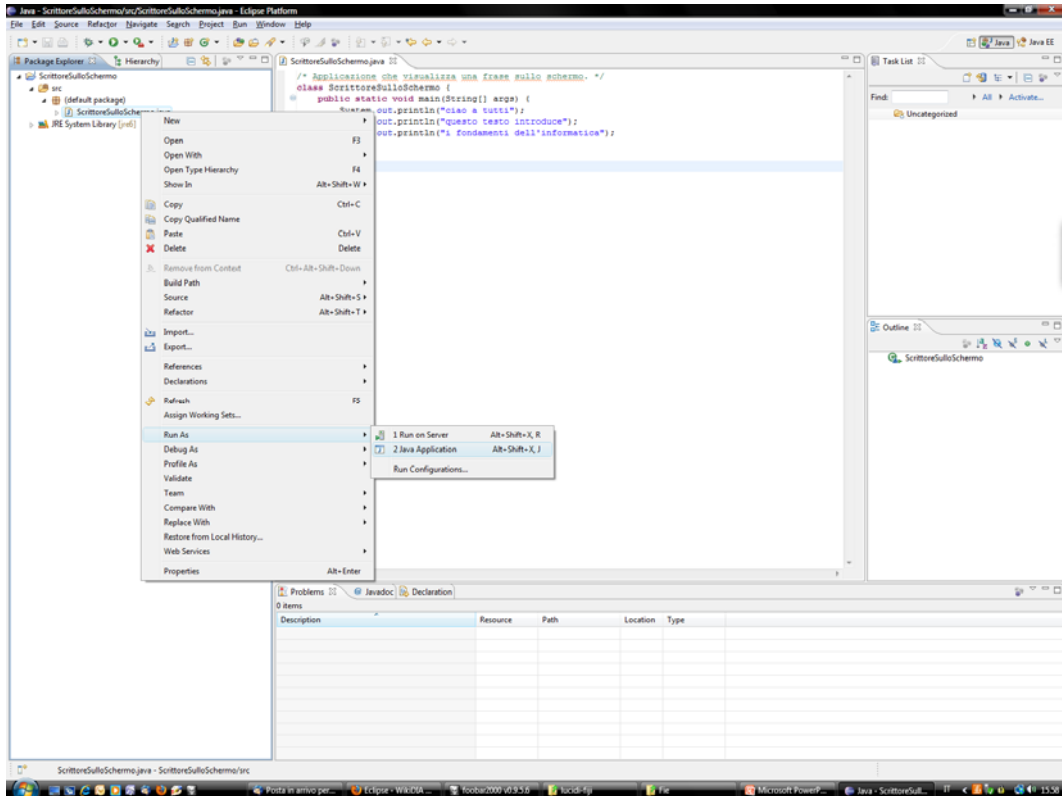 Java - ScrittoreSulloSchermo/src/ScrittoreSulloSchermo.java - Eclipse Platform
File Edit Source Refactor Navigate Search Project Run Window Help
Java Java EE
Package Explorer Hierarchy
ScrittoreSulloSchermo
src
(default package)
ScrittoreSulloSchermo.java
JRE System Library [jre6]
ScrittoreSulloSchermo.java
/* Applicazione che visualizza una frase sullo schermo. */
class ScrittoreSulloSchermo {
public static void main(String[] args) {
System.out.println("ciao a tutti");
out.println("questo testo introduce");
out.println("i fondamenti dell'informatica");
New
Open F3
Open With
Open Type Hierarchy F4
Show In Alt+Shift+W
Copy Ctrl+C
Copy Qualified Name
Paste Ctrl+V
Delete Delete
Remove from Context Ctrl+Alt+Shift+Down
Build Path
Source Alt+Shift+S
Refactor Alt+Shift+T
Import...
Export...
References
Declarations
Refresh F5
Assign Working Sets...
Run As
Debug As
Profile As
Validate
Team
Compare With
Replace With
Restore from Local History...
Web Services
Properties Alt+Enter
1 Run on Server Alt+Shift+X, R
2 Java Application Alt+Shift+X, J
Run Configurations...
Task List
Find: All Activate...
Uncategorized
Outline
ScrittoreSulloSchermo
Problems Javadoc Declaration
0 items
Description Resource Path Location Type
ScrittoreSulloSchermo.java - ScrittoreSulloSchermo/src
Posta in arrivo per... Eclipse - WikiDIA ... foobar2000 v0.9.5.6 lucidi-fiji Fie Microsoft PowerP... Java - ScrittoreSull... IT 15.58